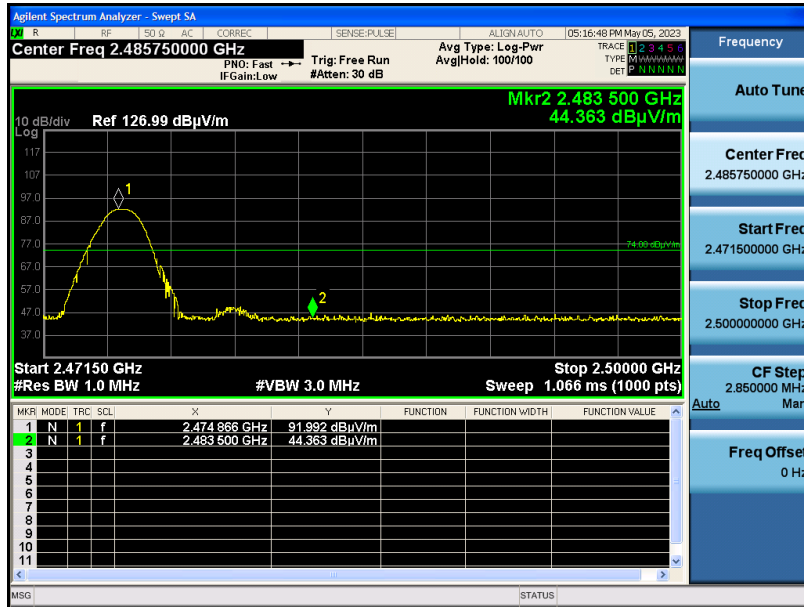 Agilent Spectrum Analyzer - Swept SA
LXI R RF 50 Ω AC CORREC SENSE:PULSE ALIGN AUTO 05:16:48 PM May 05, 2023
Center Freq 2.485750000 GHz
PNO: Fast
IFGain:Low
Trig: Free Run
#Atten: 30 dB
Avg Type: Log-Pwr
Avg|Hold: 100/100
TRACE 1 2 3 4 5 6
TYPE M
DET P N N N N N
Mkr2 2.483 500 GHz
44.363 dBµV/m
10 dB/div Ref 126.99 dBµV/m
Log
117
107
97.0
87.0
77.0
67.0
57.0
47.0
37.0
1
2
74.00 dBµV/m
Start 2.47150 GHz Stop 2.50000 GHz
#Res BW 1.0 MHz #VBW 3.0 MHz Sweep 1.066 ms (1000 pts)
MKR MODE TRC SCL X Y FUNCTION FUNCTION WIDTH FUNCTION VALUE
1 N 1 f 2.474 866 GHz 91.992 dBµV/m
2 N 1 f 2.483 500 GHz 44.363 dBµV/m
3
4
5
6
7
8
9
10
11
MSG STATUS
Frequency
Auto Tune
Center Freq
2.485750000 GHz
Start Freq
2.471500000 GHz
Stop Freq
2.500000000 GHz
CF Step
2.850000 MHz
Auto Man
Freq Offset
0 Hz